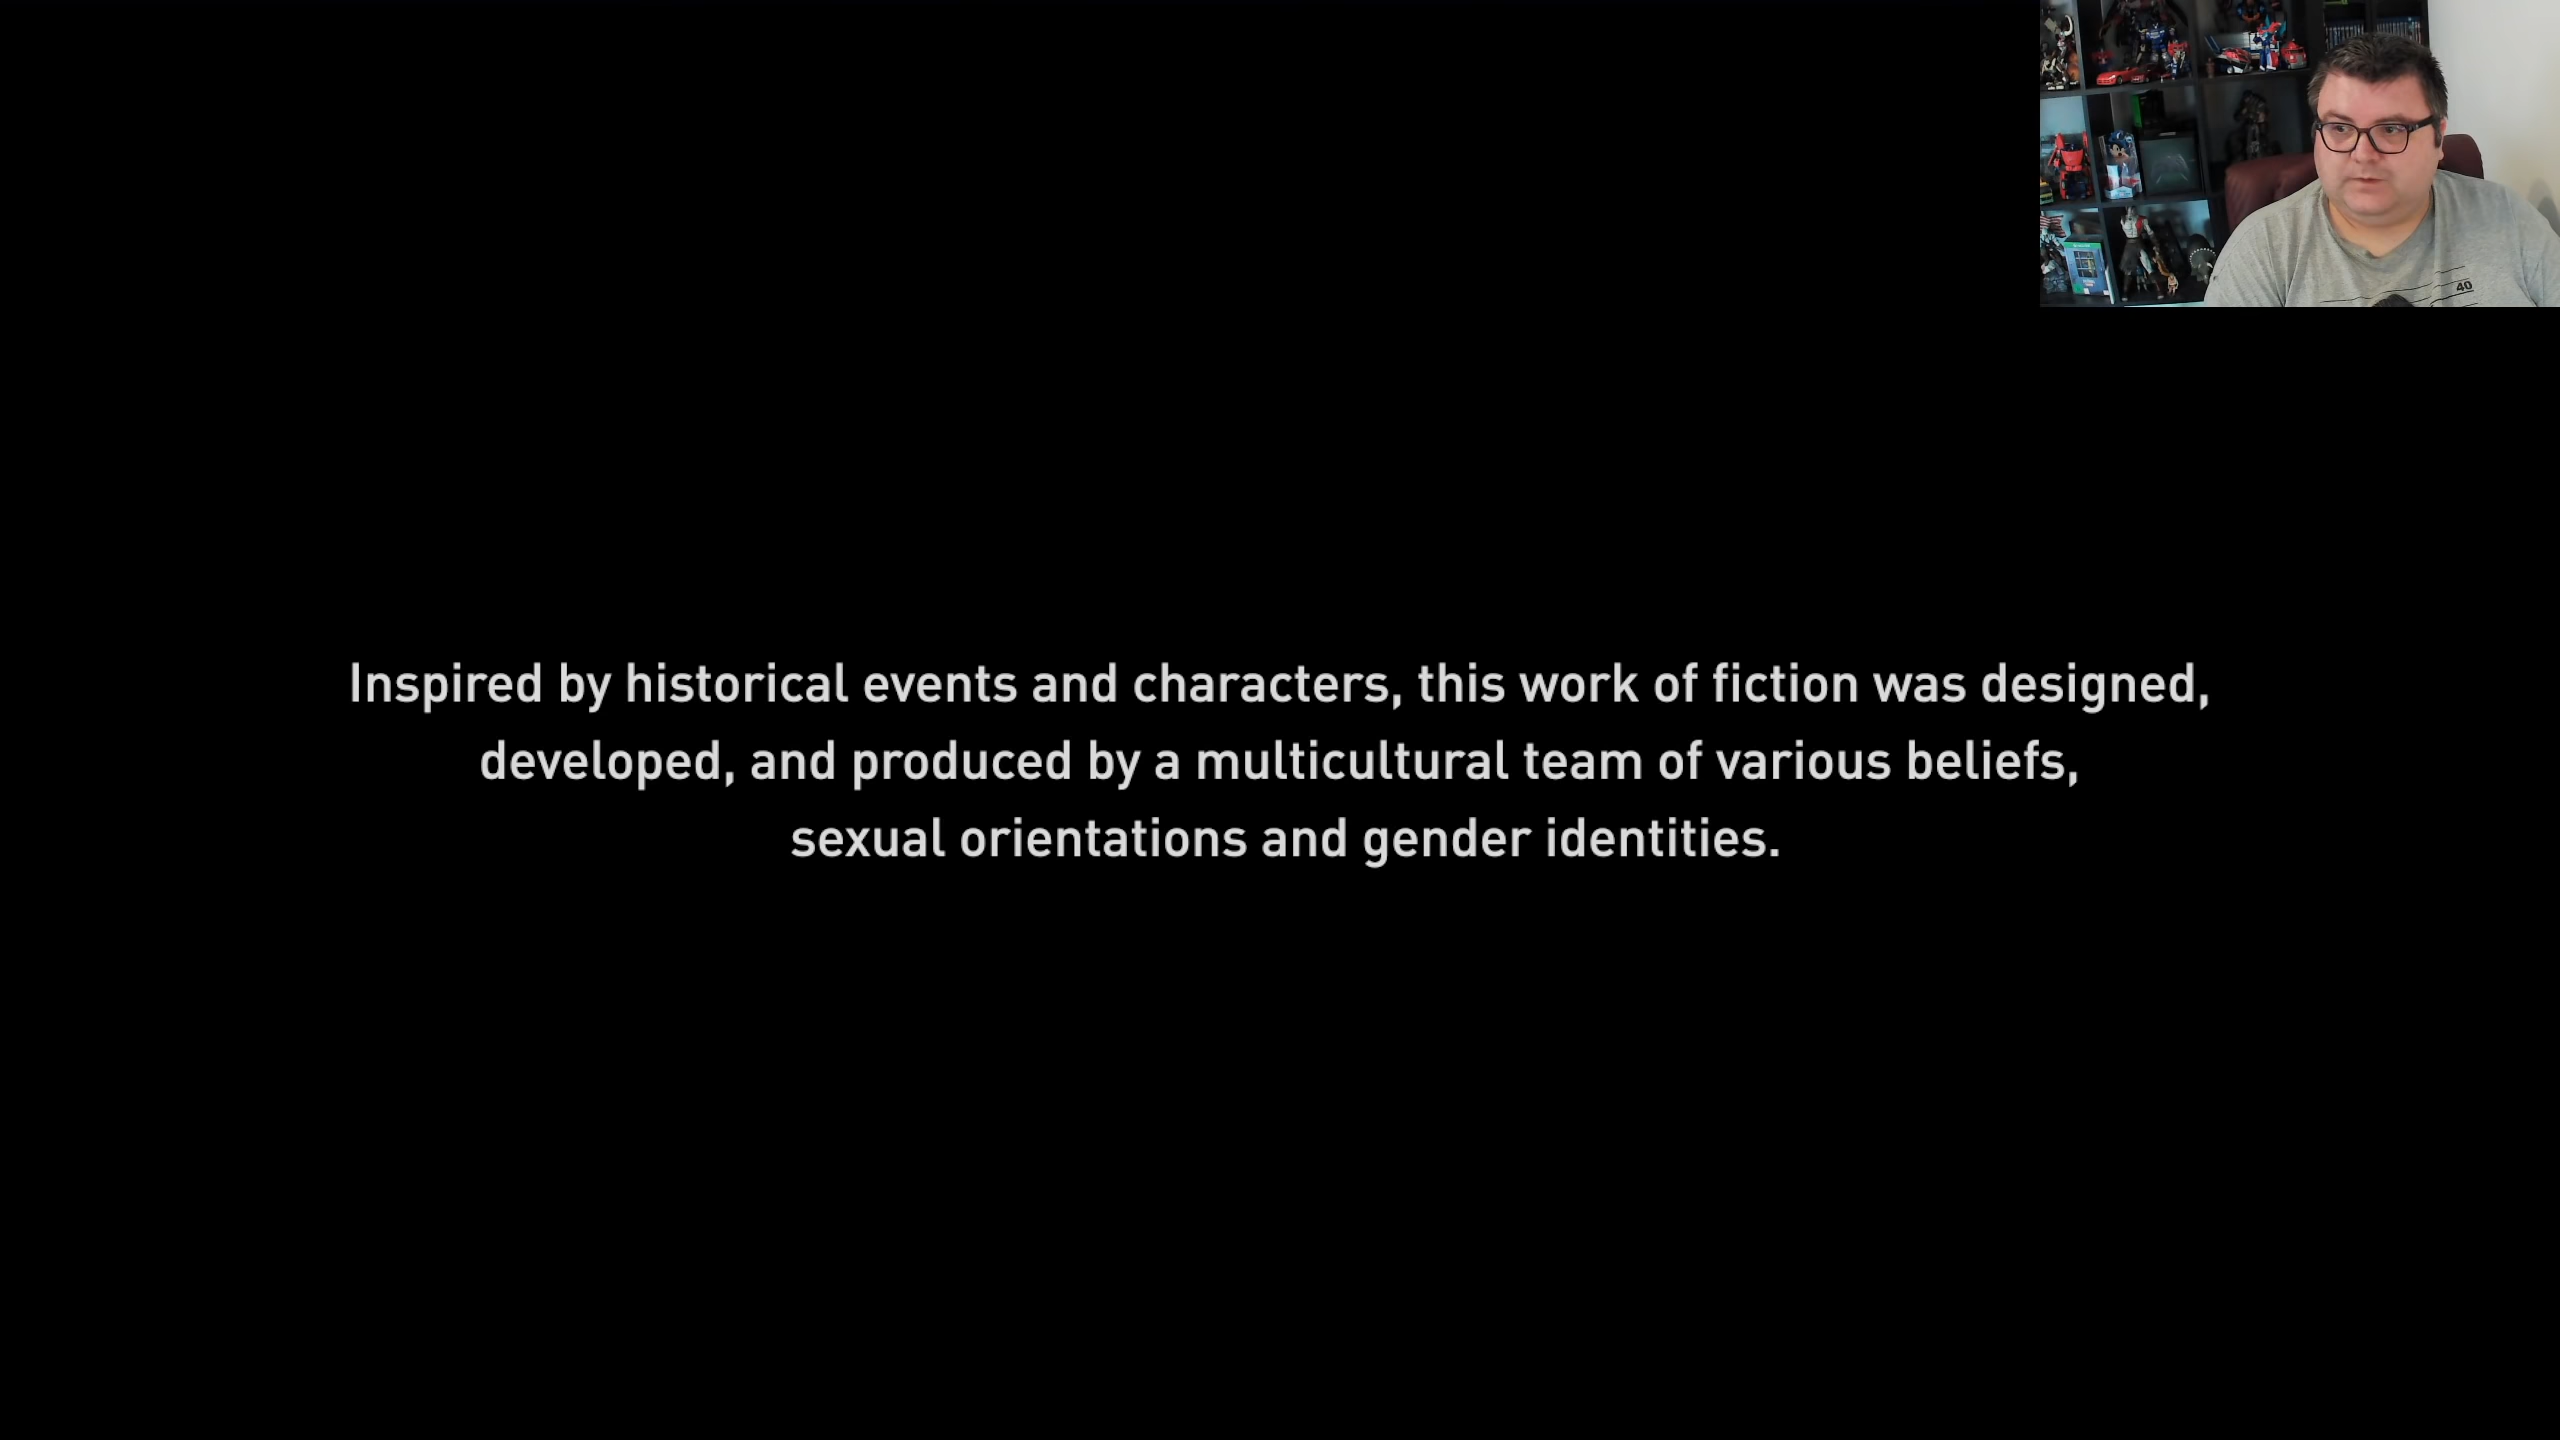 Inspired by historical events and characters, this work of fiction was designed,
developed, and produced by a multicultural team of various beliefs,
sexual orientations and gender identities.
40